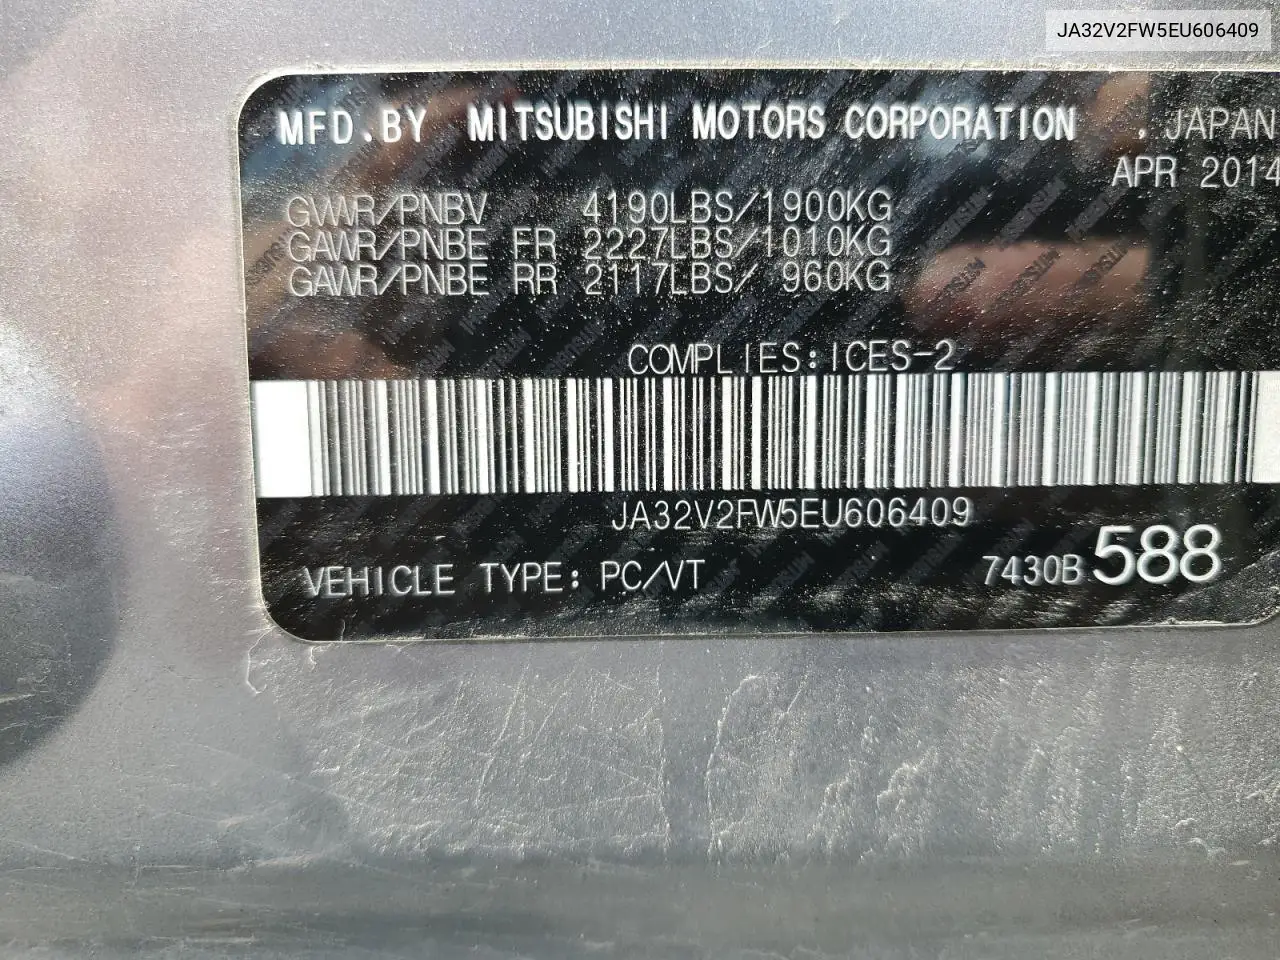 JA32V2FW5EU606409
MFD.BY MITSUBISHI MOTORS CORPORATION , JAPAN
APR 2014
GVWR/PNBV 4190LBS/1900KG
GAWR/PNBE FR 2227LBS/1010KG
GAWR/PNBE RR 2117LBS/ 960KG
COMPLIES:ICES-2
JA32V2FW5EU606409
VEHICLE TYPE: PC/VT 7430B 588